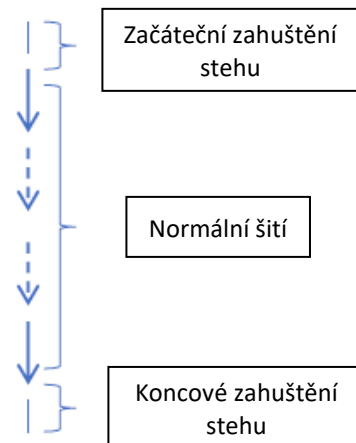 Začáteční zahuštění
stehu
Normální šití
Koncové zahuštění
stehu